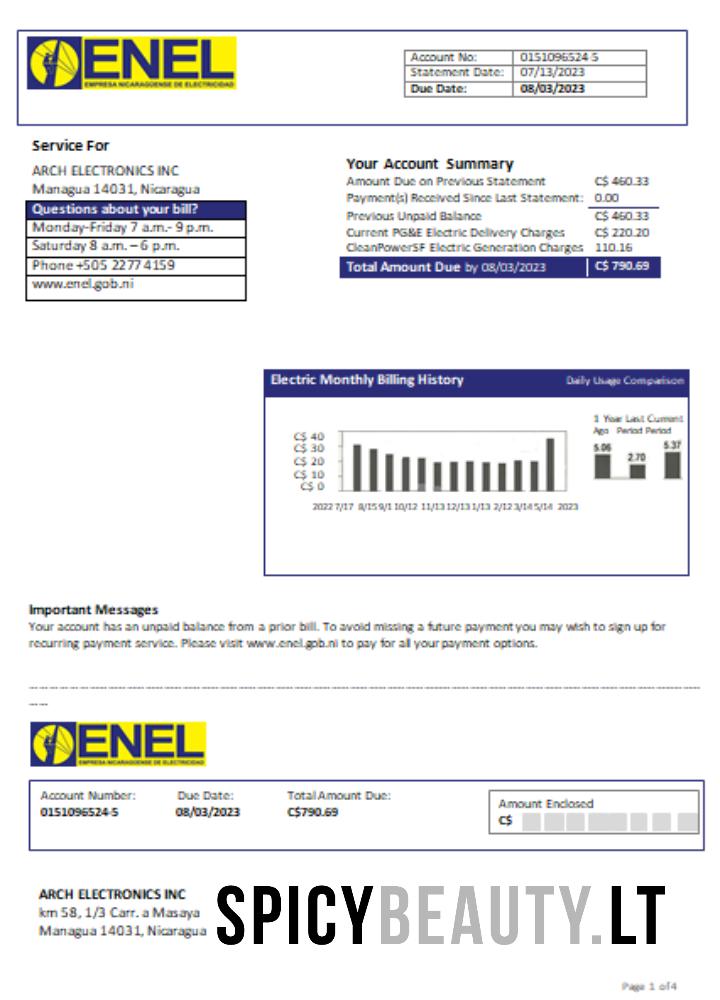 ENEL
EMPRESA NICARAGÜENSE DE ELECTRICIDAD
Account No: 0151096524-5
Statement Date: 07/13/2023
Due Date: 08/03/2023
Service For
ARCH ELECTRONICS INC
Managua 14031, Nicaragua
Questions about your bill?
Monday-Friday 7 a.m.- 9 p.m.
Saturday 8 a.m. – 6 p.m.
Phone +505 2277 4159
www.enel.gob.ni
Your Account Summary
Amount Due on Previous Statement C$ 460.33
Payment(s) Received Since Last Statement: 0.00
Previous Unpaid Balance C$ 460.33
Current PG&E Electric Delivery Charges C$ 220.20
CleanPowerSF Electric Generation Charges 110.16
Total Amount Due by 08/03/2023 C$ 790.69
Electric Monthly Billing History Daily Usage Comparison
1 Year Last Current
Ago Period Period
5.06 2.70 5.37
C$ 40
C$ 30
C$ 20
C$ 10
C$ 0
2022 7/17 8/15 9/1 10/12 11/13 12/13 1/13 2/12 3/14 5/14 2023
Important Messages
Your account has an unpaid balance from a prior bill. To avoid missing a future payment you may wish to sign up for
recurring payment service. Please visit www.enel.gob.ni to pay for all your payment options.
ENEL
EMPRESA NICARAGÜENSE DE ELECTRICIDAD
Account Number: Due Date: Total Amount Due:
0151096524-5 08/03/2023 C$790.69
Amount Enclosed
C$
ARCH ELECTRONICS INC
km 58, 1/3 Carr. a Masaya
Managua 14031, Nicaragua
SPICYBEAUTY.LT
Page 1 of 4